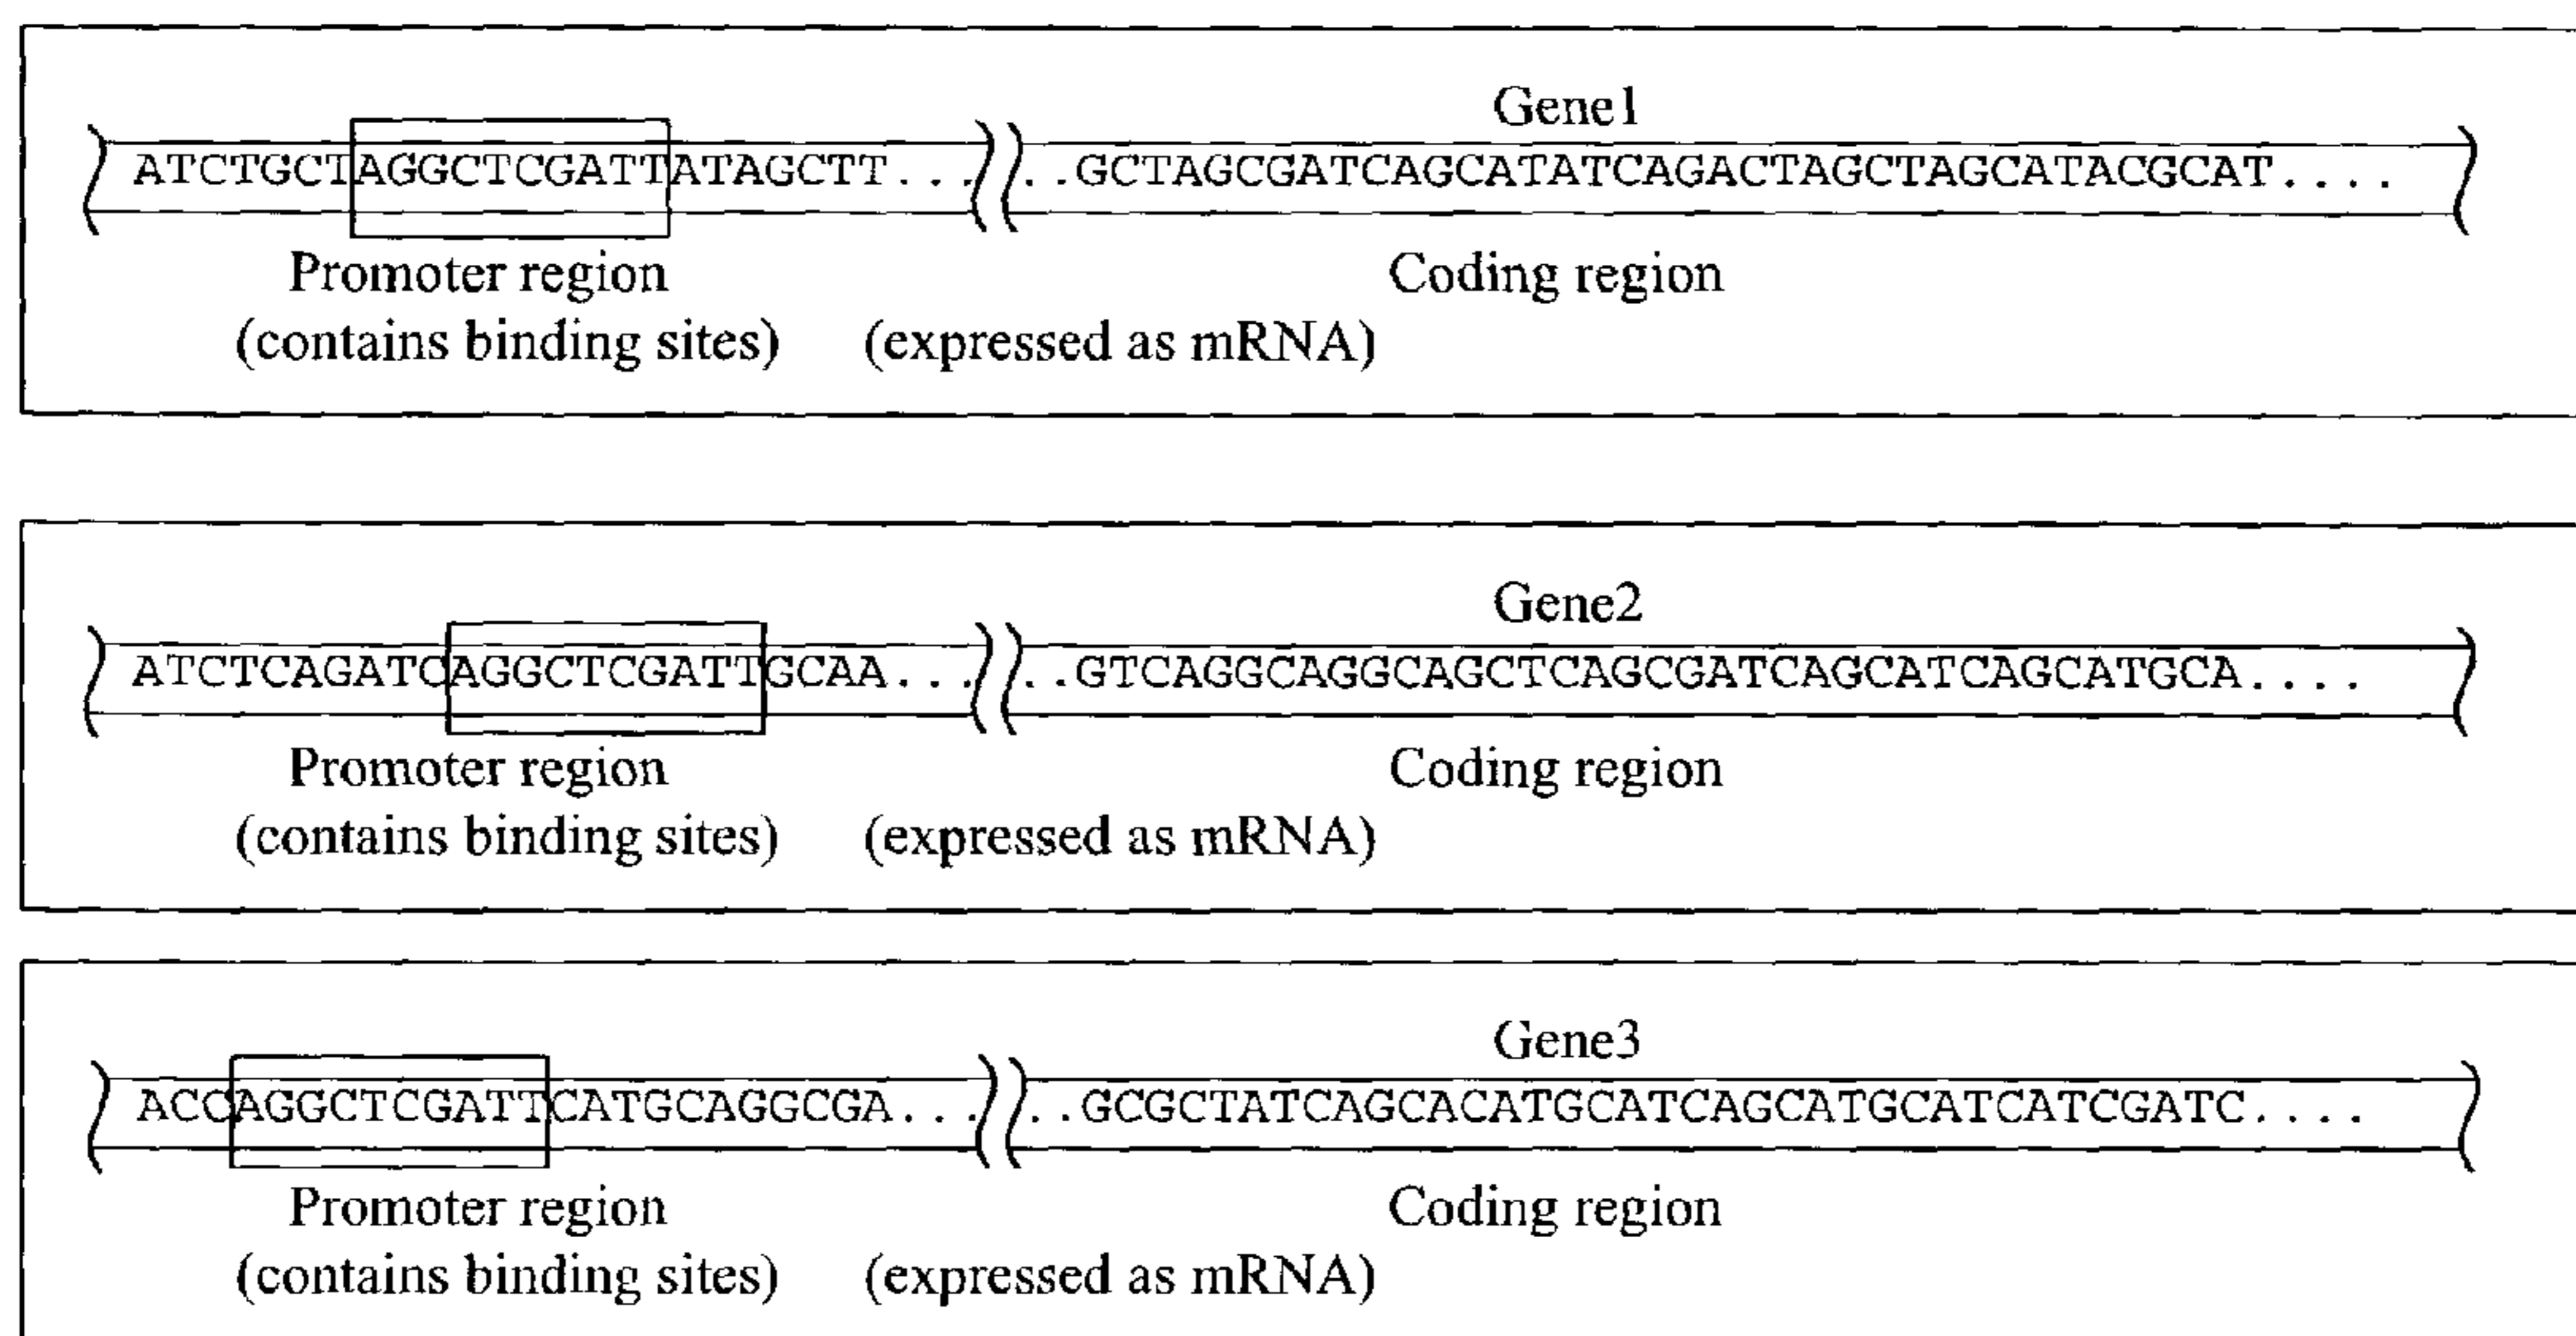 Gene1
ATCTGCTAGGCTCGATTATAGCTT... ..GCTAGCGATCAGCATATCAGACTAGCTAGCATACGCAT....
Promoter region Coding region
(contains binding sites) (expressed as mRNA)
Gene2
ATCTCAGATCAGGCTCGATTGCAA... ..GTCAGGCAGGCAGCTCAGCGATCAGCATCAGCATGCA....
Promoter region Coding region
(contains binding sites) (expressed as mRNA)
Gene3
ACCAGGCTCGATTCATGCAGGCGA... ..GCGCTATCAGCACATGCATCAGCATGCATCATCGATC....
Promoter region Coding region
(contains binding sites) (expressed as mRNA)